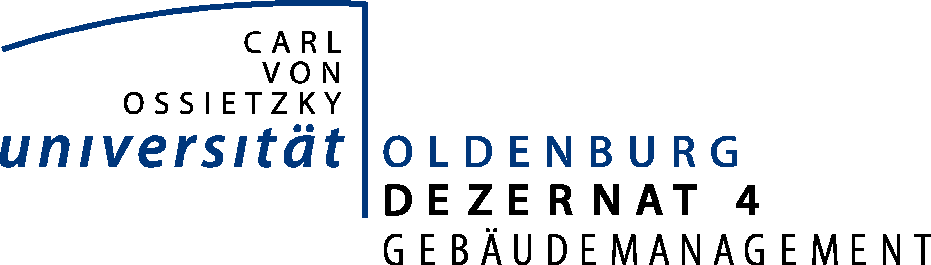 CARL
VON
OSSIETZKY
universität OLDENBURG
DEZERNAT 4
GEBÄUDEMANAGEMENT